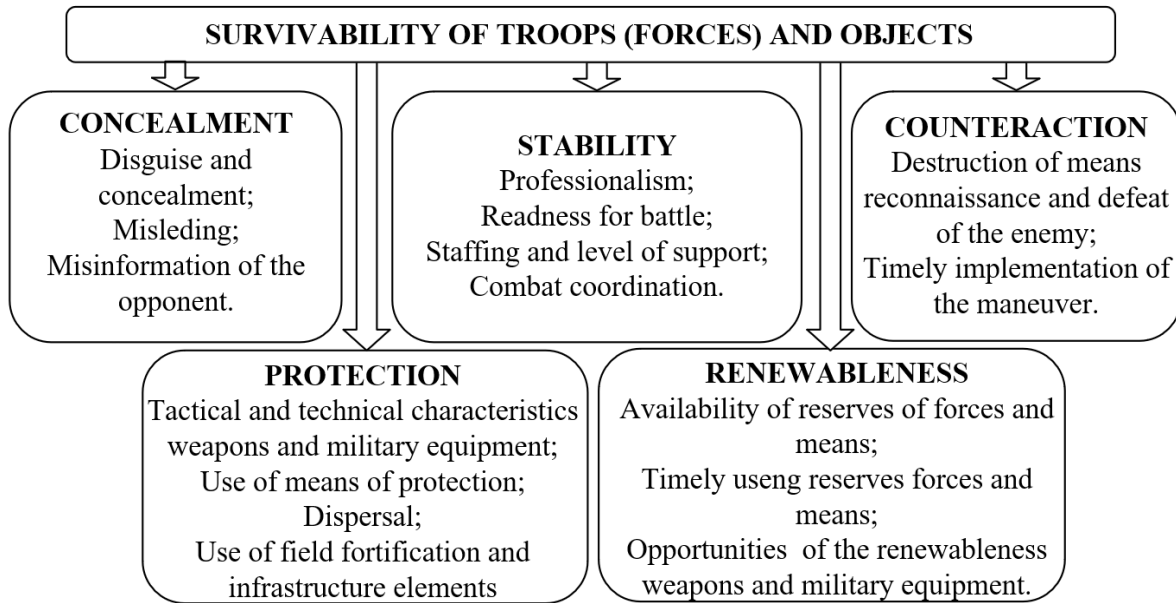 SURVIVABILITY OF TROOPS (FORCES) AND OBJECTS
CONCEALMENT
Disguise and
concealment;
Misleding;
Misinformation of the
opponent.
STABILITY
Professionalism;
Readness for battle;
Staffing and level of support;
Combat coordination.
COUNTERACTION
Destruction of means
reconnaissance and defeat
of the enemy;
Timely implementation of
the maneuver.
PROTECTION
Tactical and technical characteristics
weapons and military equipment;
Use of means of protection;
Dispersal;
Use of field fortification and
infrastructure elements
RENEWABLENESS
Availability of reserves of forces and
means;
Timely useng reserves forces and
means;
Opportunities of the renewableness
weapons and military equipment.